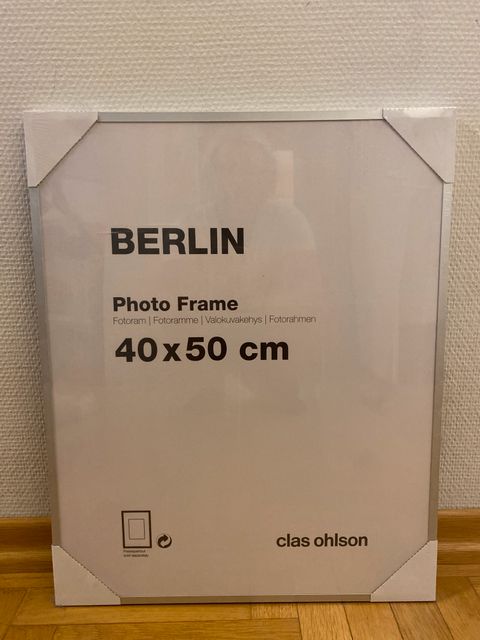 BERLIN
Photo Frame
Fotoram | Fotoramme | Valokuvakehys | Fotorahmen
40x50 cm
clas ohlson